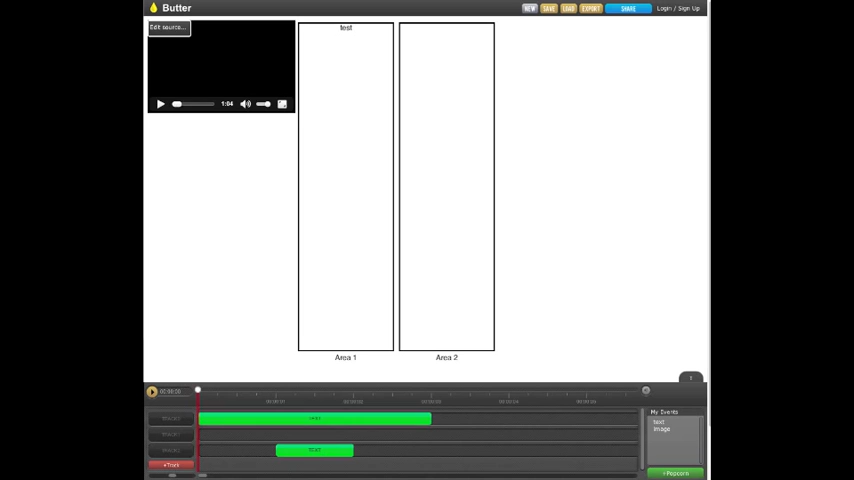 Butter
NEW SAVE LOAD EXPORT SHARE Login / Sign Up
Edit source...
test
1:04
Area 1 Area 2
00:00:00
TEXT
TEXT
+Track
My Events
text
image
+Popcorn